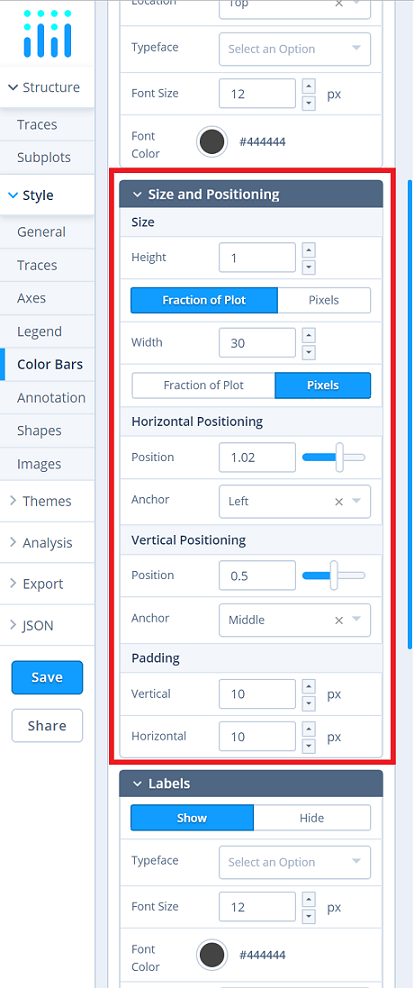 Structure
Traces
Subplots
Style
General
Traces
Axes
Legend
Color Bars
Annotation
Shapes
Images
Themes
Analysis
Export
JSON
Save
Share
Location Top ×
Typeface Select an Option
Font Size 12 px
Font
Color #444444
Size and Positioning
Size
Height 1
Fraction of Plot Pixels
Width 30
Fraction of Plot Pixels
Horizontal Positioning
Position 1.02
Anchor Left ×
Vertical Positioning
Position 0.5
Anchor Middle ×
Padding
Vertical 10 px
Horizontal 10 px
Labels
Show Hide
Typeface Select an Option
Font Size 12 px
Font
Color #444444